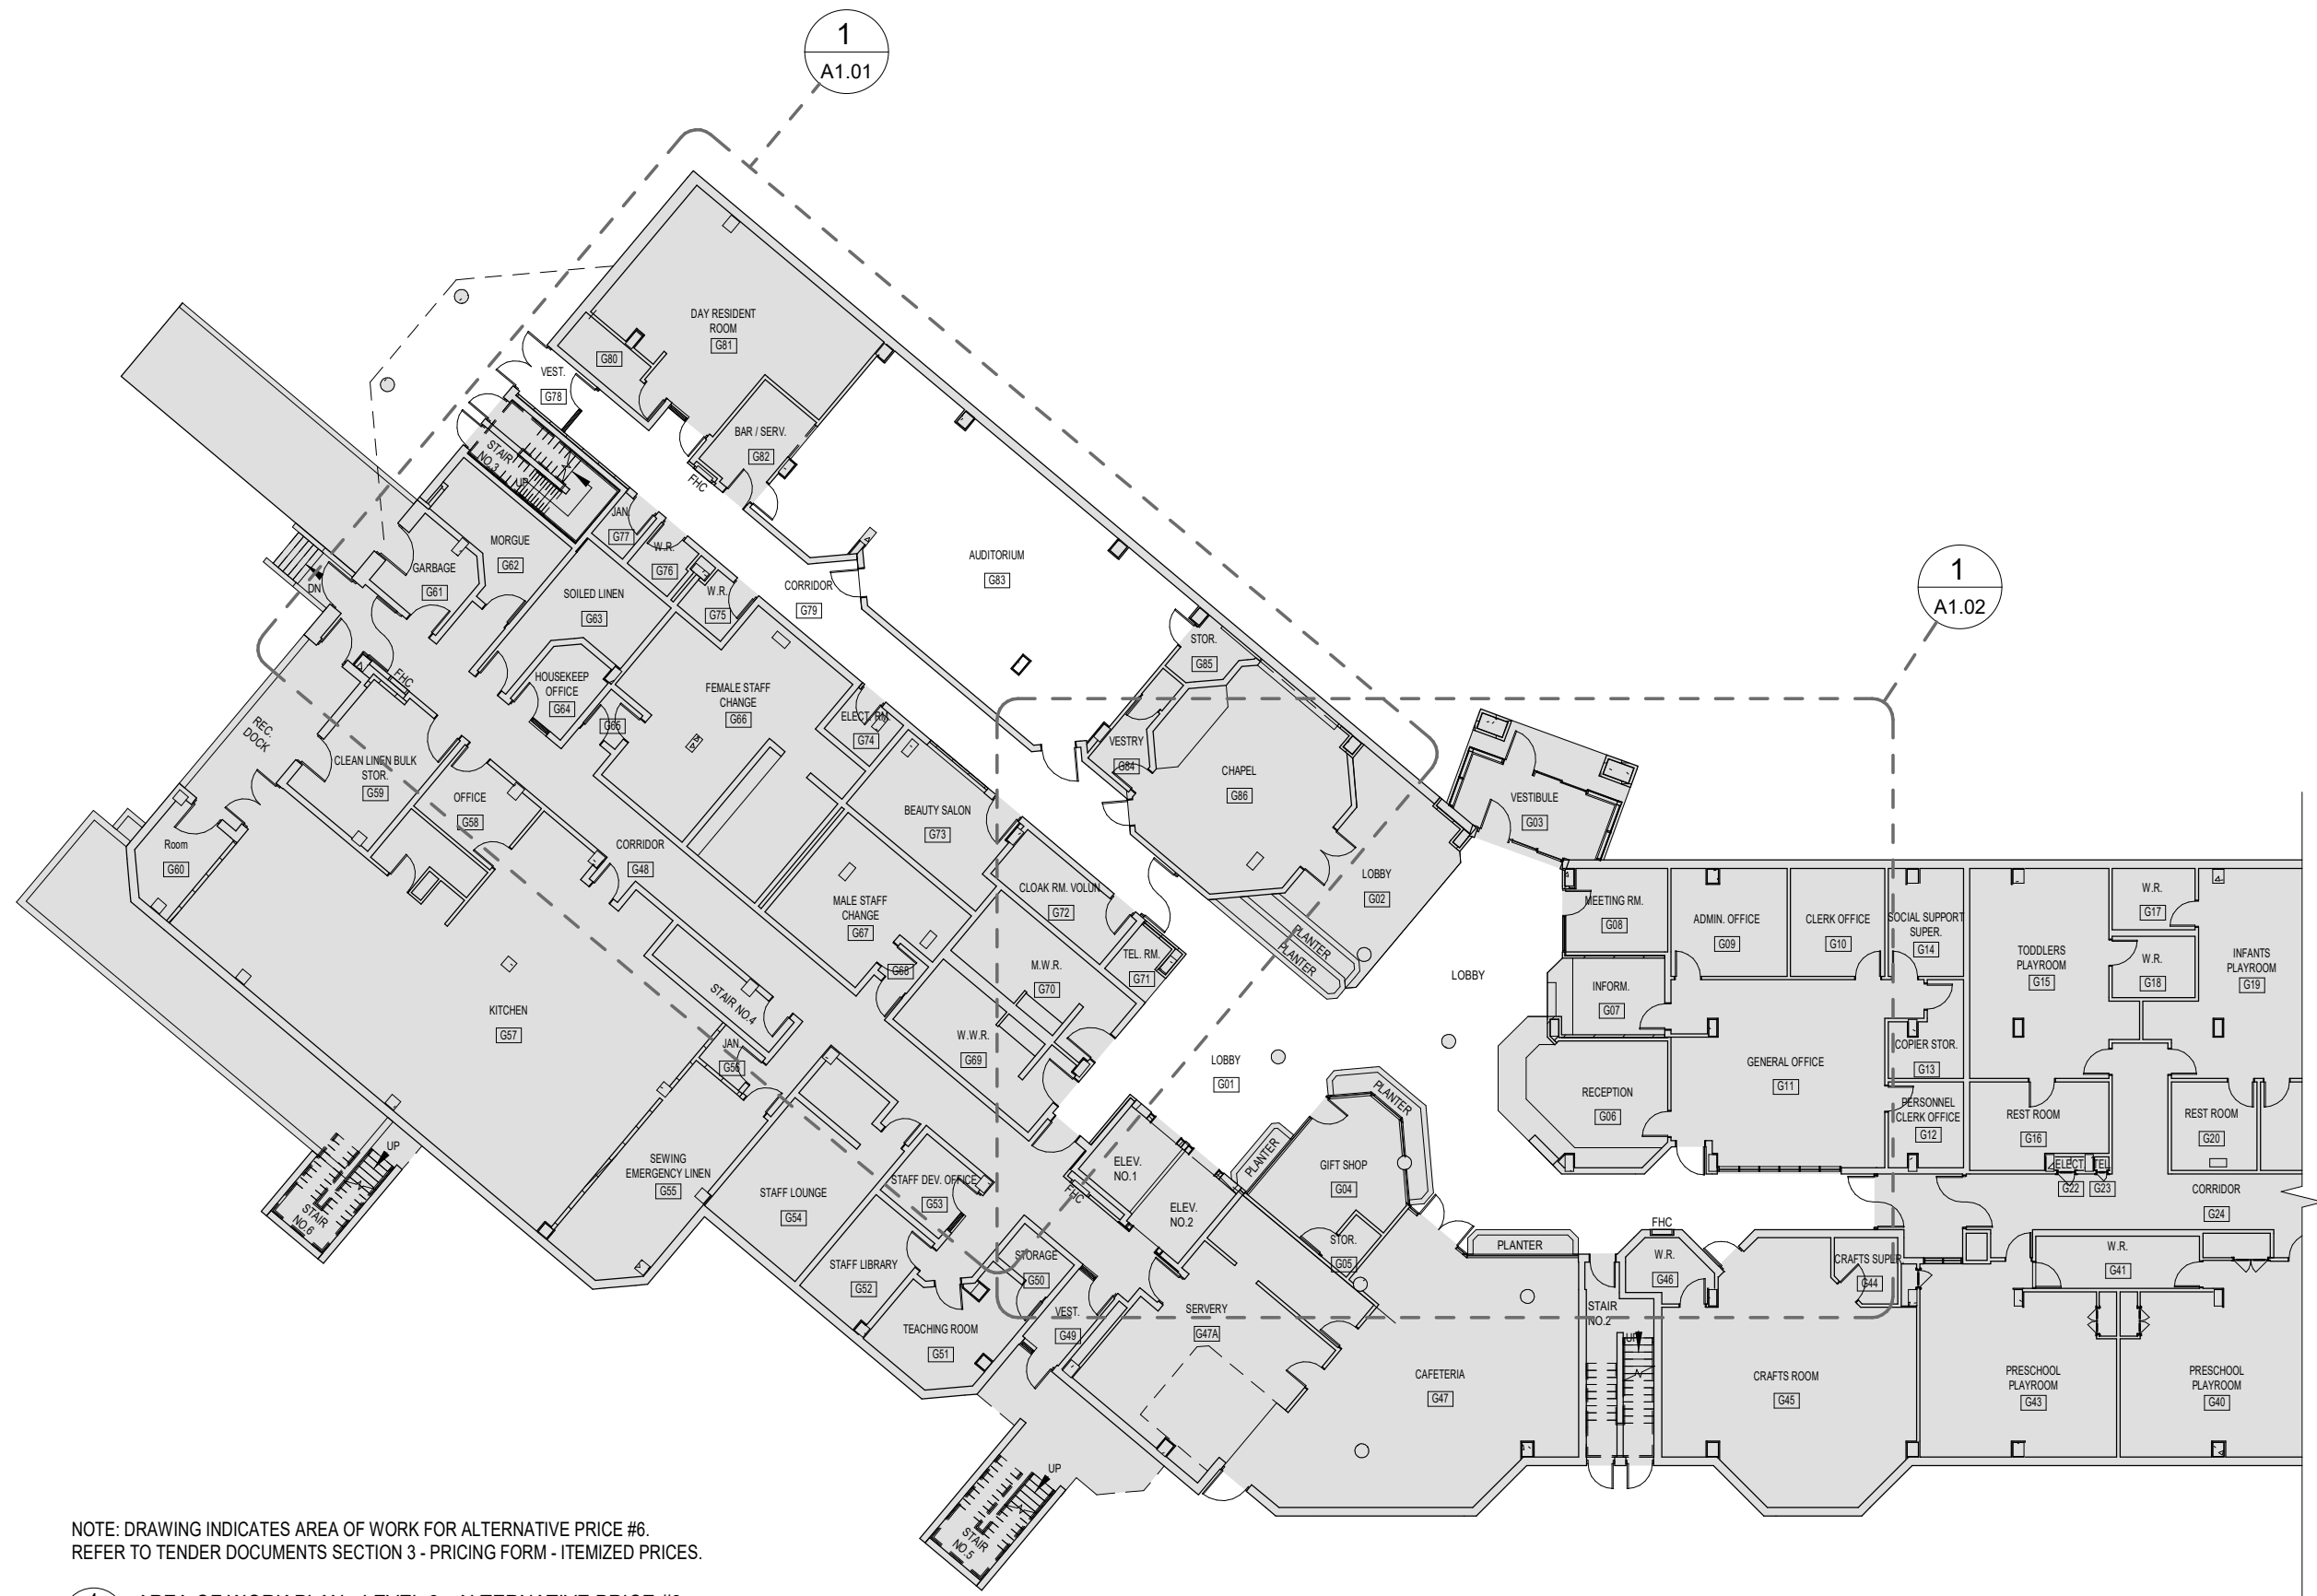 1
A1.01
DAY RESIDENT
ROOM
G81
G80
VEST.
G78
BAR / SERV.
G82
FHC
STAIR
NO.3
UP
JAN.
G77
W.R.
G76
W.R.
G75
MORGUE
G62
GARBAGE
G61
DN
SOILED LINEN
G63
CORRIDOR
G79
AUDITORIUM
G83
1
A1.02
STOR.
G85
HOUSEKEEP
OFFICE
G64
G65
FHC
FEMALE STAFF
CHANGE
G66
ELECT. RM.
G74
VESTRY
G84
CHAPEL
G86
REC.
DOCK
CLEAN LINEN BULK
STOR.
G59
OFFICE
G58
BEAUTY SALON
G73
VESTIBULE
G03
Room
G60
CORRIDOR
G48
CLOAK RM. VOLUN.
G72
MALE STAFF
CHANGE
G67
G68
LOBBY
G02
PLANTER
PLANTER
MEETING RM.
G08
ADMIN. OFFICE
G09
CLERK OFFICE
G10
SOCIAL SUPPORT
SUPER.
G14
TODDLERS
PLAYROOM
G15
W.R.
G17
W.R.
G18
INFANTS
PLAYROOM
G19
M.W.R.
G70
TEL. RM.
G71
LOBBY
INFORM.
G07
STAIR NO.4
KITCHEN
G57
JAN.
G56
W.W.R.
G69
LOBBY
G01
COPIER STOR.
G13
GENERAL OFFICE
G11
RECEPTION
G06
PERSONNEL
CLERK OFFICE
G12
REST ROOM
G16
REST ROOM
G20
ELECT
G22
TEL
G23
CORRIDOR
G24
PLANTER
PLANTER
GIFT SHOP
G04
STOR.
G05
ELEV.
NO.1
ELEV.
NO.2
FHC
SEWING
EMERGENCY LINEN
G55
STAFF LOUNGE
G54
STAFF DEV. OFFICE
G53
STAFF LIBRARY
G52
STORAGE
G50
TEACHING ROOM
G51
VEST.
G49
SERVERY
G47A
PLANTER
FHC
W.R.
G46
CRAFTS SUPER
G44
W.R.
G41
STAIR
NO.2
UP
CAFETERIA
G47
CRAFTS ROOM
G45
PRESCHOOL
PLAYROOM
G43
PRESCHOOL
PLAYROOM
G40
UP
STAIR
NO.6
UP
STAIR
NO.5
NOTE: DRAWING INDICATES AREA OF WORK FOR ALTERNATIVE PRICE #6.
REFER TO TENDER DOCUMENTS SECTION 3 - PRICING FORM - ITEMIZED PRICES.